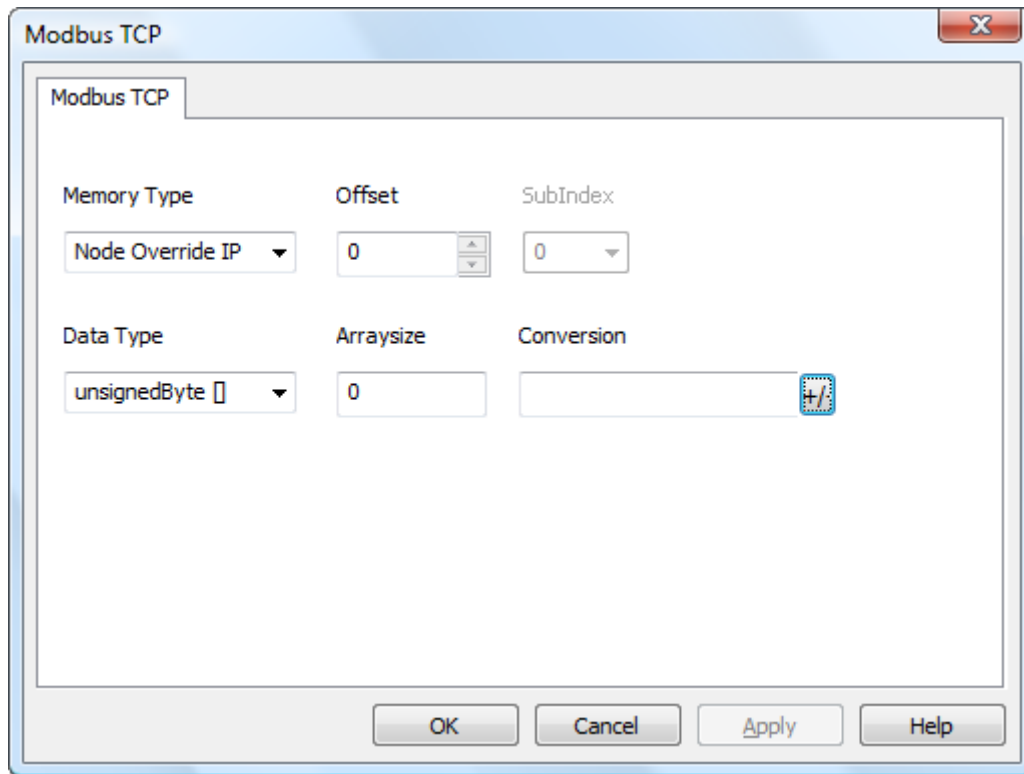 Modbus TCP
Modbus TCP
Memory Type Offset SubIndex
Node Override IP 0 0
Data Type Arraysize Conversion
unsignedByte [] 0 +/-
OK Cancel Apply Help